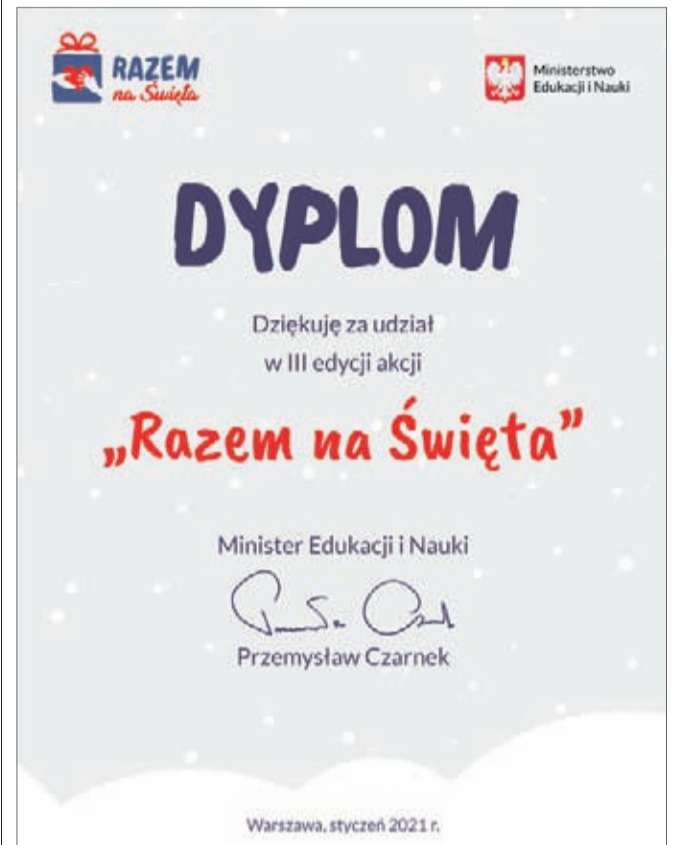 RAZEM
na Święta
Ministerstwo
Edukacji i Nauki
DYPLOM
Dziękuję za udział
w III edycji akcji
„Razem na Święta”
Minister Edukacji i Nauki
Przemysław Czarnek
Warszawa, styczeń 2021 r.